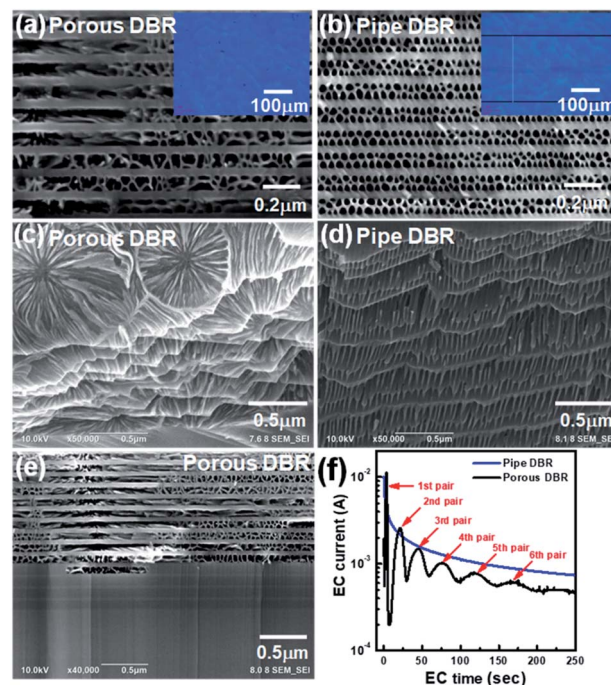 (a) Porous DBR
100μm
0.2μm
(b) Pipe DBR
100μm
0.2μm
(c) Porous DBR
0.5μm
10.0kV x50,000 0.5μm 7.6 8 SEM_SEI
(d) Pipe DBR
0.5μm
10.0kV x50,000 0.5μm 8.1 8 SEM_SEI
(e) Porous DBR
0.5μm
10.0kV x40,000 0.5μm 8.0 8 SEM_SEI
(f)
Pipe DBR
Porous DBR
1st pair
2nd pair
3rd pair
4th pair
5th pair
6th pair
10⁻²
10⁻³
10⁻⁴
EC current (A)
0 50 100 150 200 250
EC time (sec)